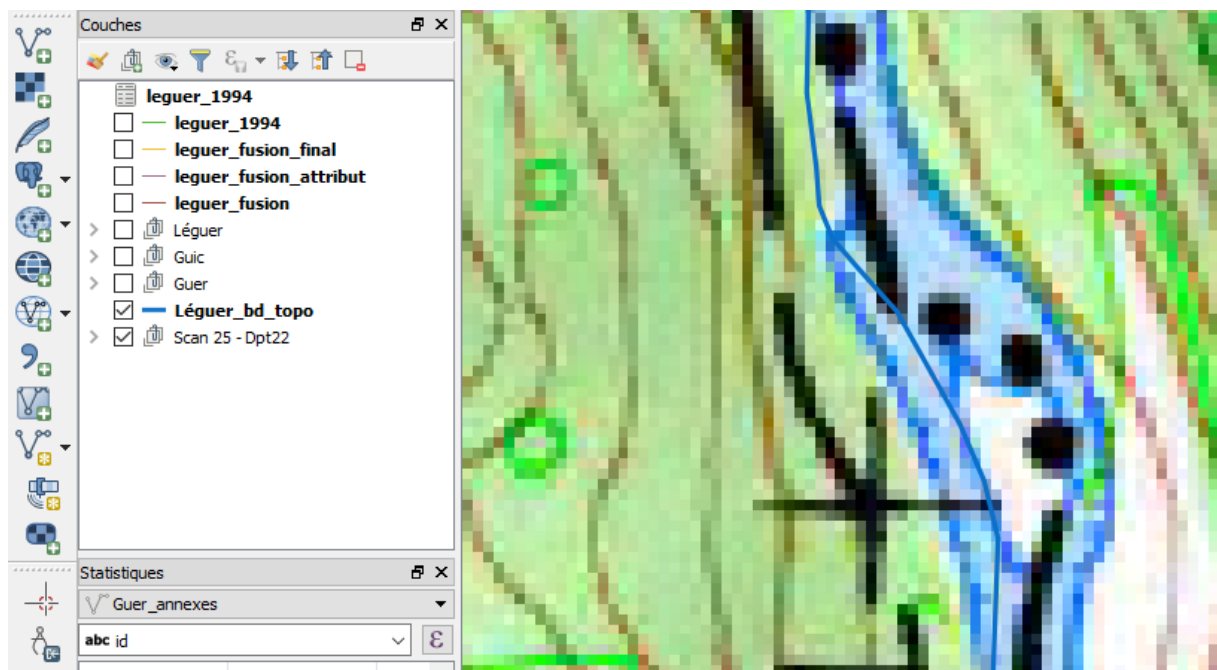 Couches
leguer_1994
leguer_1994
leguer_fusion_final
leguer_fusion_attribut
leguer_fusion
Léguer
Guic
Guer
Léguer_bd_topo
Scan 25 - Dpt22
Statistiques
Guer_annexes
abc id
ε